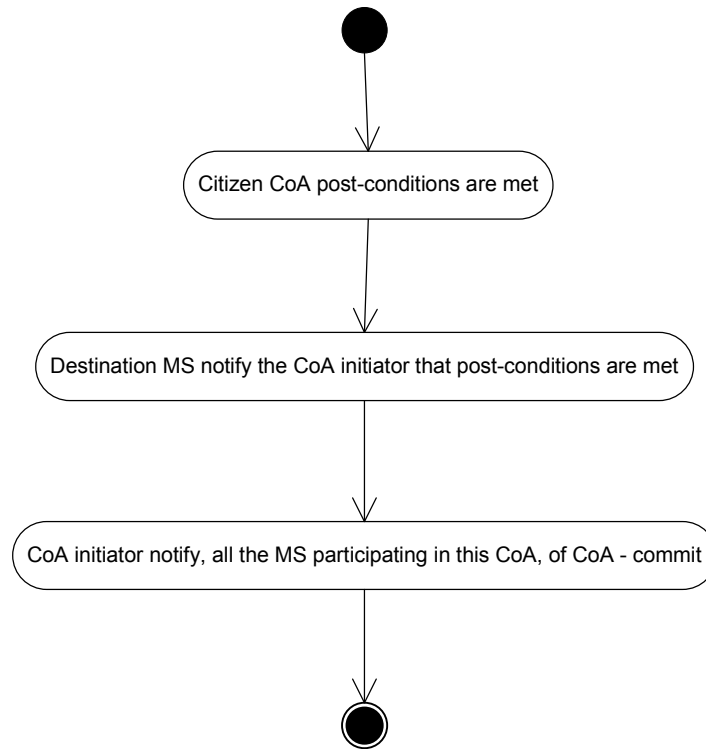 Citizen CoA post-conditions are met
Destination MS notify the CoA initiator that post-conditions are met
CoA initiator notify, all the MS participating in this CoA, of CoA - commit